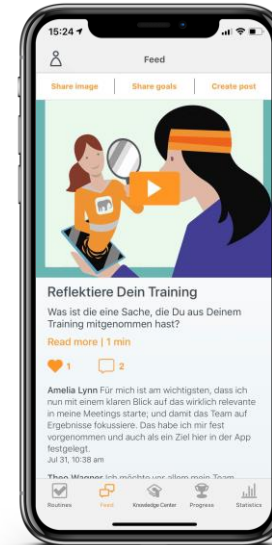 15:24
Feed
Share image Share goals Create post
Reflektiere Dein Training
Was ist die eine Sache, die Du aus Deinem
Training mitgenommen hast?
Read more | 1 min
1 2
Amelia Lynn Für mich ist am wichtigsten, dass ich
nun mit einem klaren Blick auf das wirklich relevante
in meine Meetings starte; und damit das Team auf
Ergebnisse fokussiere. Das habe ich mir fest
vorgenommen und auch als ein Ziel hier in der App
festgelegt.
Jul 31, 10:38 am
Theo Wagner Ich möchte vor allem mein Team
Routines Feed Knowledge Center Progress Statistics